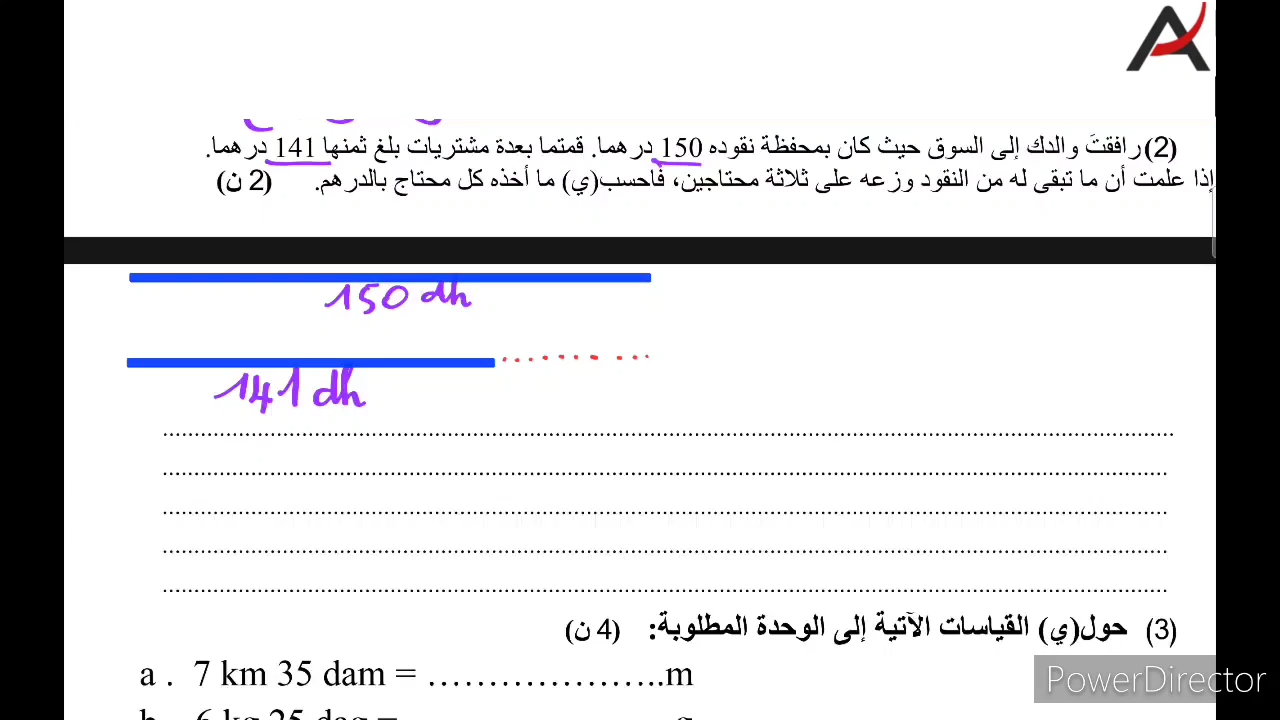 (2) رافقتَ والدك إلى السوق حيث كان بمحفظة نقوده 150 درهما. قمتما بعدة مشتريات بلغ ثمنها 141 درهما.
إذا علمت أن ما تبقى له من النقود وزعه على ثلاثة محتاجين، فاحسب(ي) ما أخذه كل محتاج بالدرهم. (2 ن)
150 dh
141 dh
(3) حول(ي) القياسات الآتية إلى الوحدة المطلوبة: (4 ن)
a . 7 km 35 dam = .....................m
PowerDirector